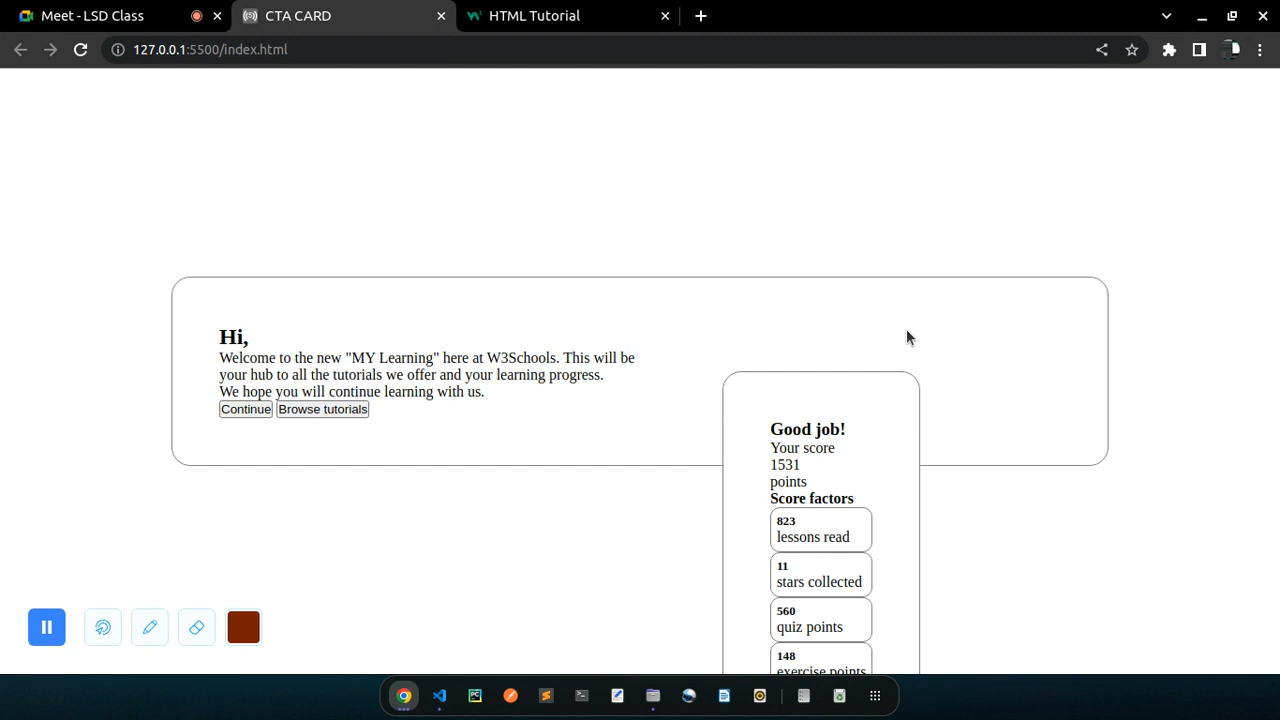 Meet - LSD Class
CTA CARD
HTML Tutorial
127.0.0.1:5500/index.html
Hi,
Welcome to the new "MY Learning" here at W3Schools. This will be
your hub to all the tutorials we offer and your learning progress.
We hope you will continue learning with us.
Continue Browse tutorials
Good job!
Your score
1531
points
Score factors
823
lessons read
11
stars collected
560
quiz points
148
exercise points